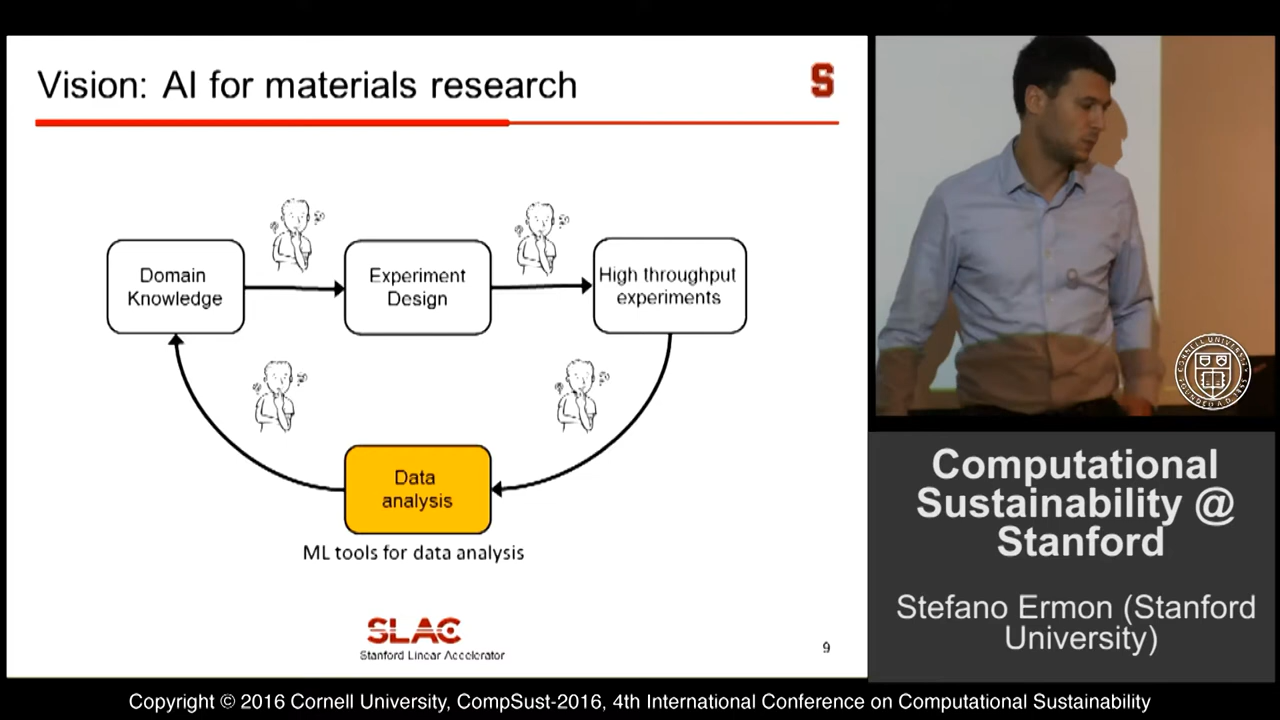 Vision: AI for materials research
S
Domain
Knowledge
Experiment
Design
High throughput
experiments
Data
analysis
ML tools for data analysis
SLAC
Stanford Linear Accelerator
9
Computational
Sustainability @
Stanford
Stefano Ermon (Stanford
University)
Copyright © 2016 Cornell University, CompSust-2016, 4th International Conference on Computational Sustainability